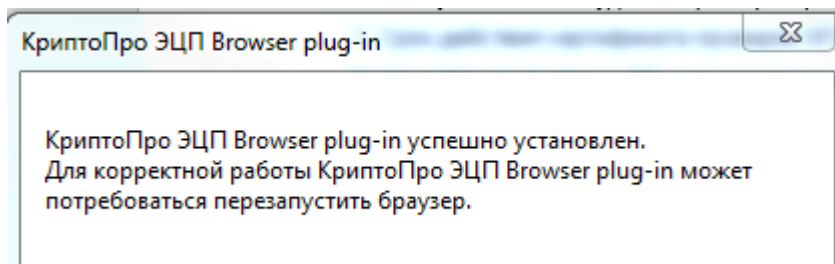 КриптоПро ЭЦП Browser plug-in
КриптоПро ЭЦП Browser plug-in успешно установлен.
Для корректной работы КриптоПро ЭЦП Browser plug-in может
потребоваться перезапустить браузер.